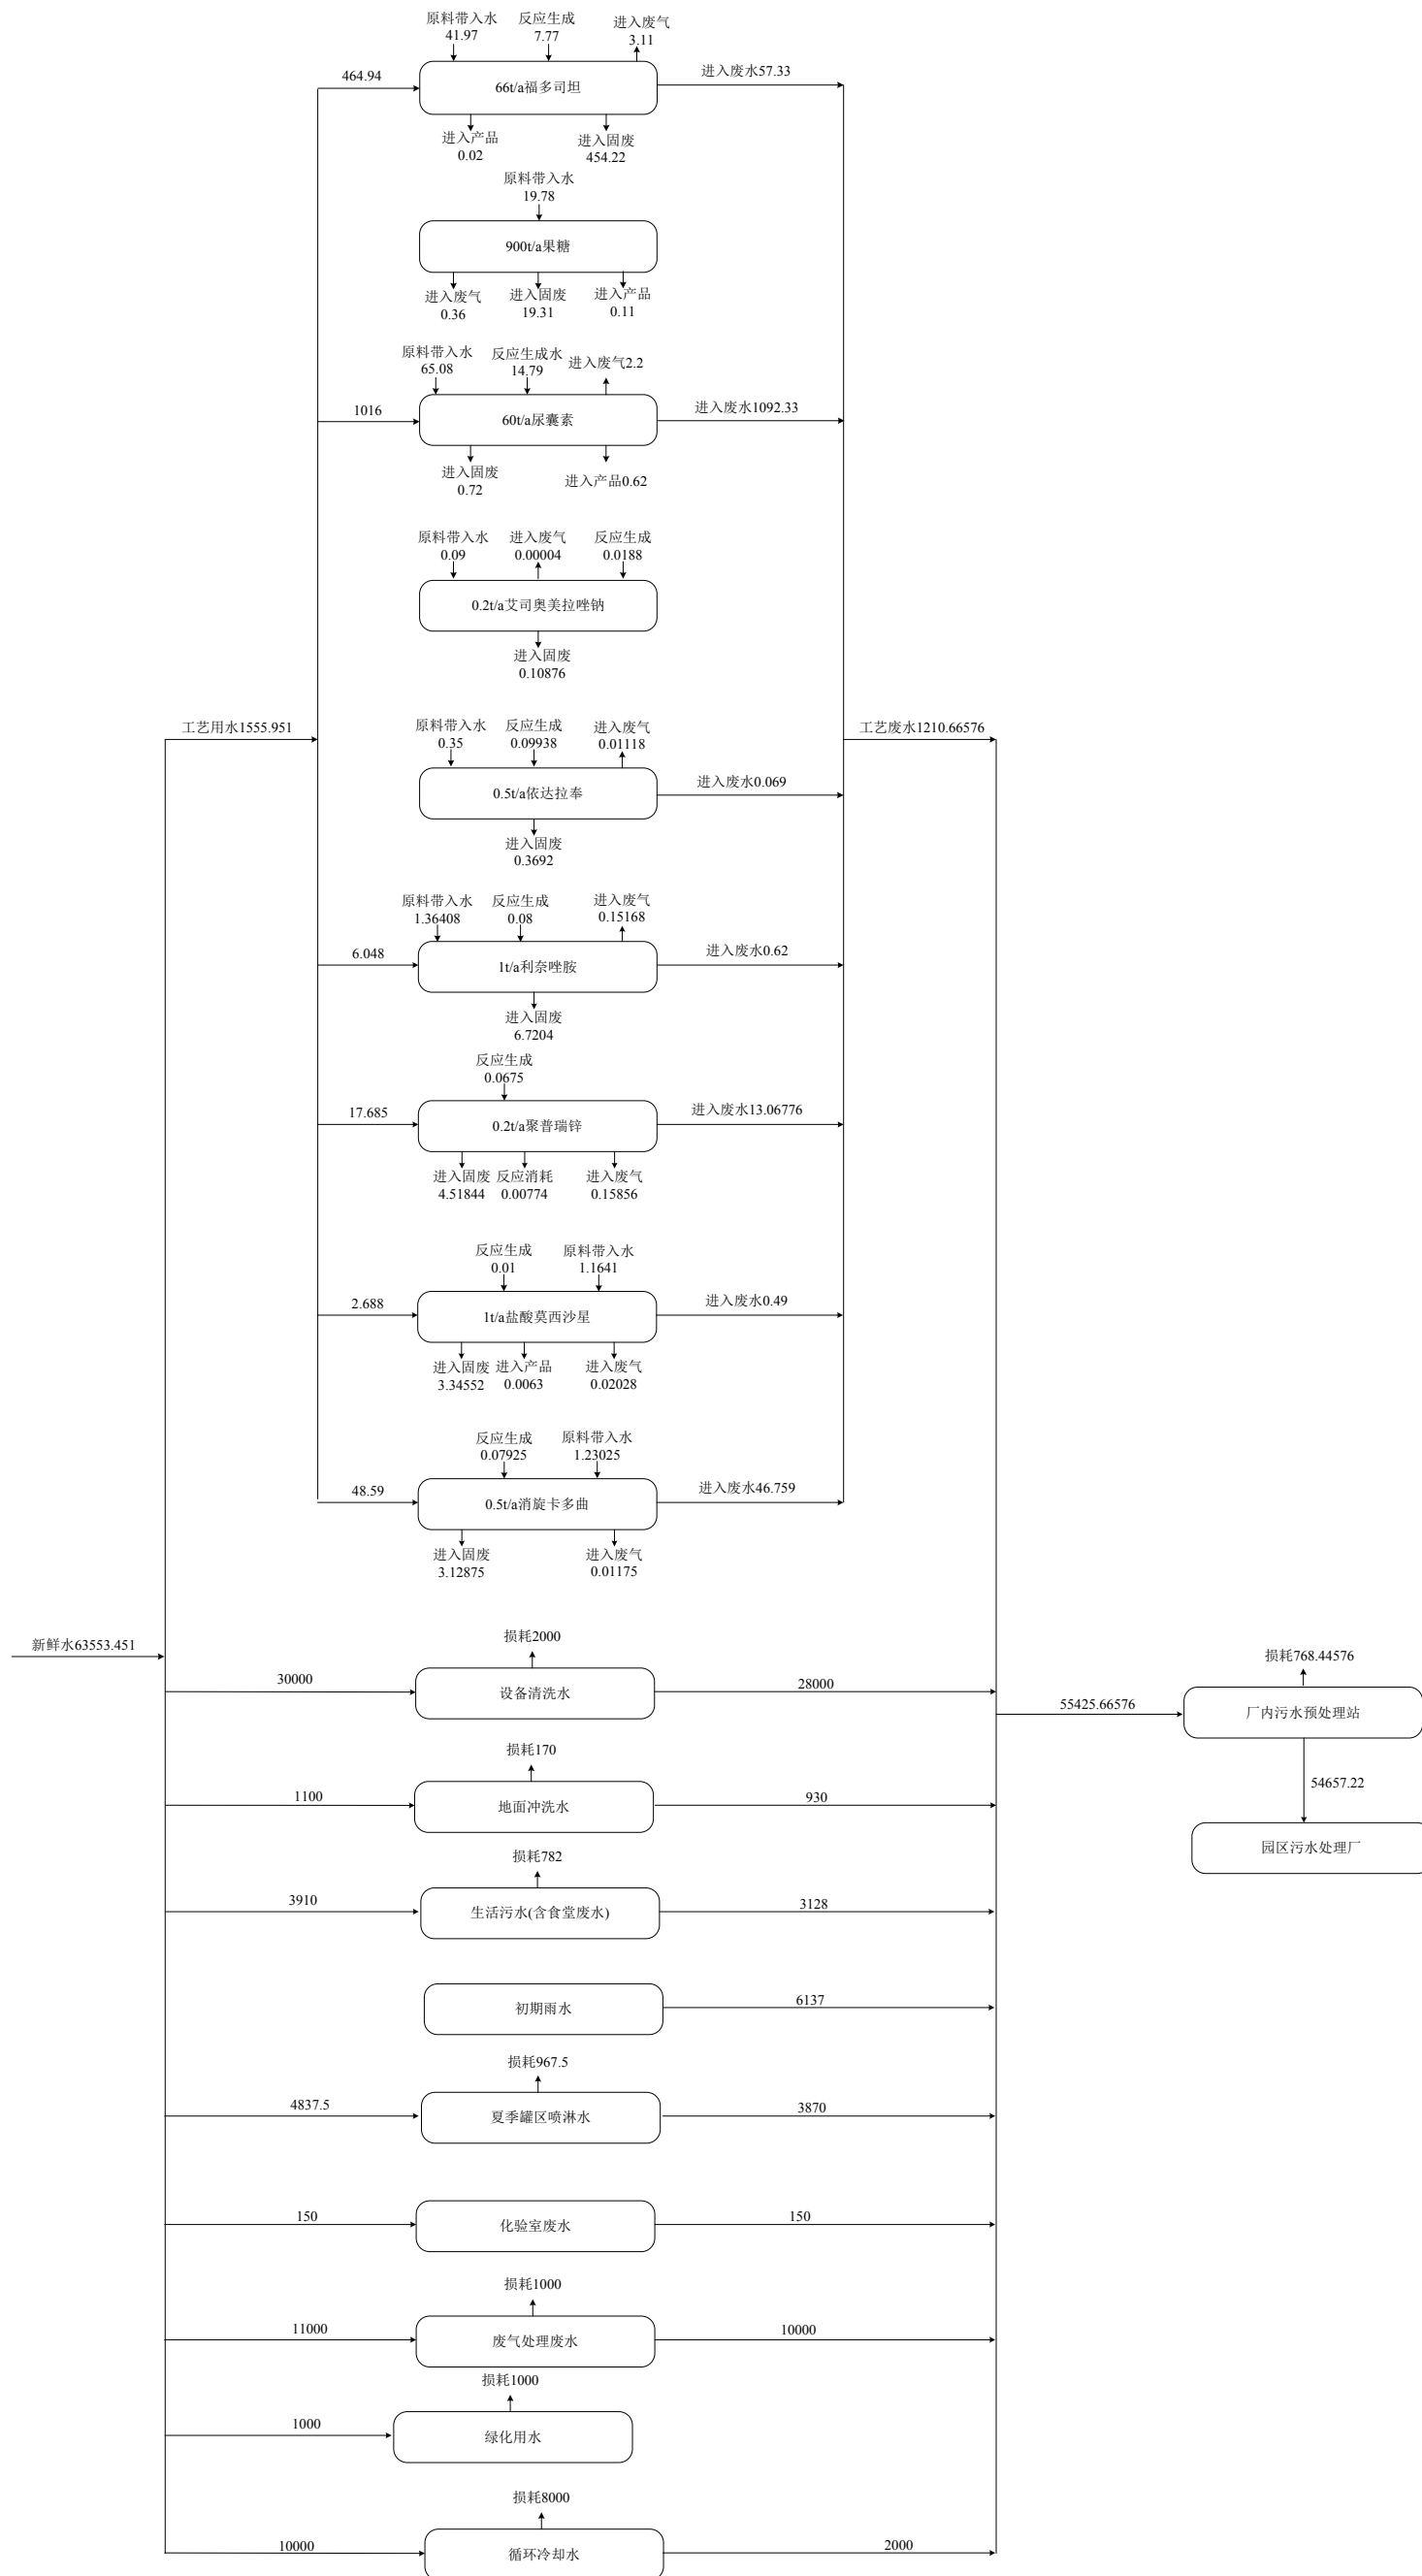 原料带入水
41.97
反应生成
7.77
进入废气
3.11
464.94
66t/a福多司坦
进入废水57.33
进入产品
0.02
进入固废
454.22
原料带入水
19.78
900t/a果糖
进入废气
0.36
进入固废
19.31
进入产品
0.11
原料带入水
65.08
反应生成水
14.79
进入废气2.2
1016
60t/a尿囊素
进入废水1092.33
进入固废
0.72
进入产品0.62
原料带入水
0.09
进入废气
0.00004
反应生成
0.0188
0.2t/a艾司奥美拉唑钠
进入固废
0.10876
工艺用水1555.951
原料带入水
0.35
反应生成
0.09938
进入废气
0.01118
工艺废水1210.66576
0.5t/a依达拉奉
进入废水0.069
进入固废
0.3692
原料带入水
1.36408
反应生成
0.08
进入废气
0.15168
6.048
1t/a利奈唑胺
进入废水0.62
进入固废
6.7204
反应生成
0.0675
17.685
0.2t/a聚普瑞锌
进入废水13.06776
进入固废
4.51844
反应消耗
0.00774
进入废气
0.15856
反应生成
0.01
原料带入水
1.1641
2.688
1t/a盐酸莫西沙星
进入废水0.49
进入固废
3.34552
进入产品
0.0063
进入废气
0.02028
反应生成
0.07925
原料带入水
1.23025
48.59
0.5t/a消旋卡多曲
进入废水46.759
进入固废
3.12875
进入废气
0.01175
新鲜水63553.451
损耗2000
30000
设备清洗水
28000
损耗768.44576
55425.66576
厂内污水预处理站
损耗170
1100
地面冲洗水
930
54657.22
园区污水处理厂
损耗782
3910
生活污水(含食堂废水)
3128
初期雨水
6137
损耗967.5
4837.5
夏季罐区喷淋水
3870
150
化验室废水
150
损耗1000
11000
废气处理废水
10000
损耗1000
1000
绿化用水
损耗8000
10000
循环冷却水
2000